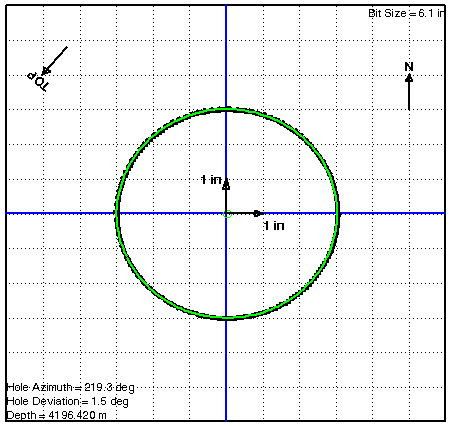 Bit Size = 6.1 in
TOP
N
1 in
1 in
Hole Azimuth = 219.3 deg
Hole Deviation = 1.5 deg
Depth = 4196.420 m